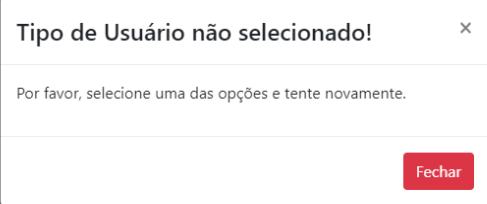 Tipo de Usuário não selecionado!
×
Por favor, selecione uma das opções e tente novamente.
Fechar